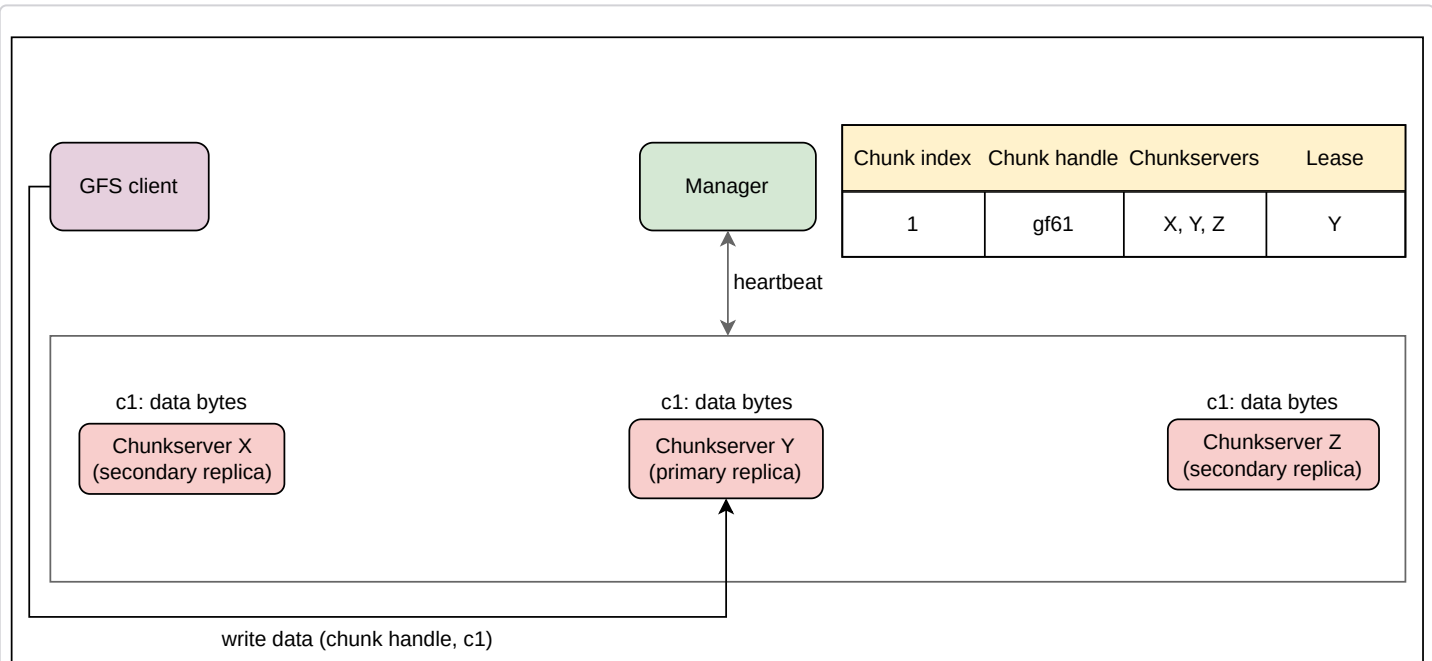 GFS client
Manager
Chunk index Chunk handle Chunkservers Lease
1 gf61 X, Y, Z Y
heartbeat
c1: data bytes
Chunkserver X
(secondary replica)
c1: data bytes
Chunkserver Y
(primary replica)
c1: data bytes
Chunkserver Z
(secondary replica)
write data (chunk handle, c1)